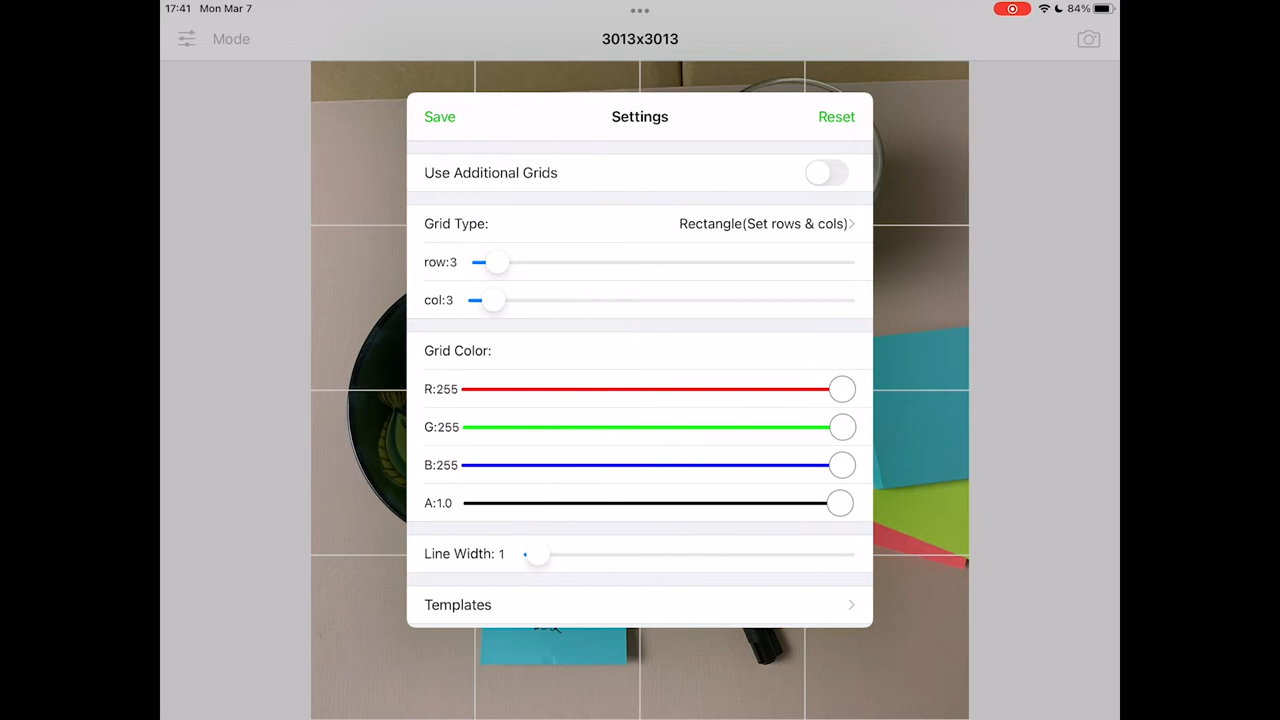 17:41 Mon Mar 7 84%
Mode 3013x3013
Save Settings Reset
Use Additional Grids
Grid Type: Rectangle(Set rows & cols)
row:3
col:3
Grid Color:
R:255
G:255
B:255
A:1.0
Line Width: 1
Templates